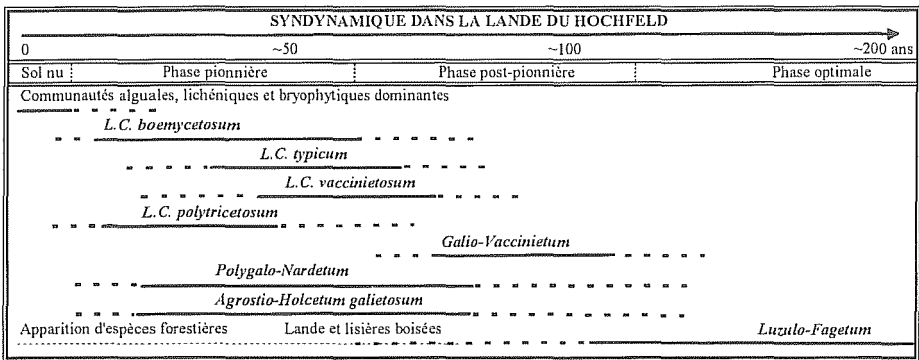 SYNDYNAMIQUE DANS LA LANDE DU HOCHFELD
0 ~50 ~100 ~200 ans
Sol nu Phase pionnière Phase post-pionnière Phase optimale
Communautés alguales, lichéniques et bryophytiques dominantes
L.C. boemycetosum
L.C. typicum
L.C. vaccinietosum
L.C. polytricetosum
Galio-Vaccinietum
Polygalo-Nardetum
Agrostio-Holcetum galietosum
Apparition d'espèces forestières Lande et lisières boisées Luzulo-Fagetum